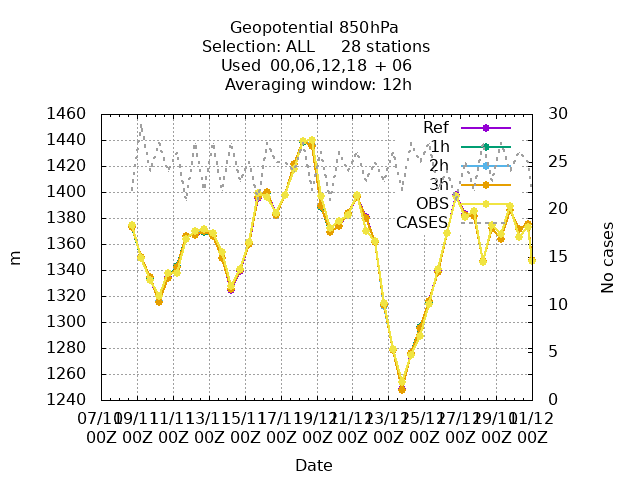 Geopotential 850hPa
Selection: ALL 28 stations
Used 00,06,12,18 + 06
Averaging window: 12h
1460
1440
1420
1400
1380
1360
1340
1320
1300
1280
1260
1240
m
30
25
20
15
10
5
0
No cases
Ref
1h
2h
3h
OBS
CASES
07/11 09/11 11/11 13/11 15/11 17/11 19/11 21/11 23/11 25/11 27/11 29/11 01/12
00Z 00Z 00Z 00Z 00Z 00Z 00Z 00Z 00Z 00Z 00Z 00Z 00Z
Date